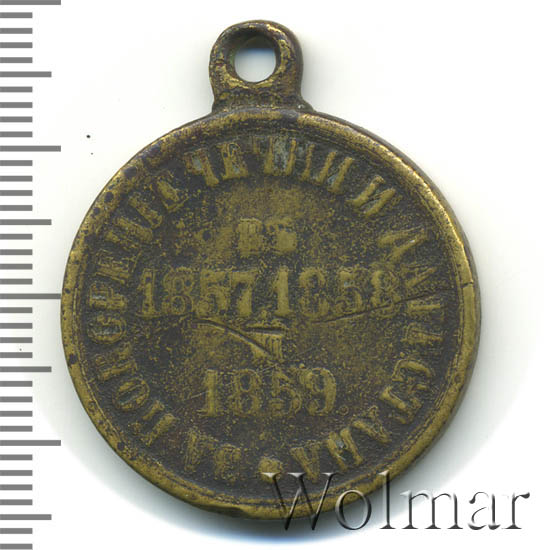 ЗА ПОКОРЕНІЕ ЧЕЧНИ И ДАГЕСТАНА
ВЪ
1857, 1858
И
1859
Wolmar